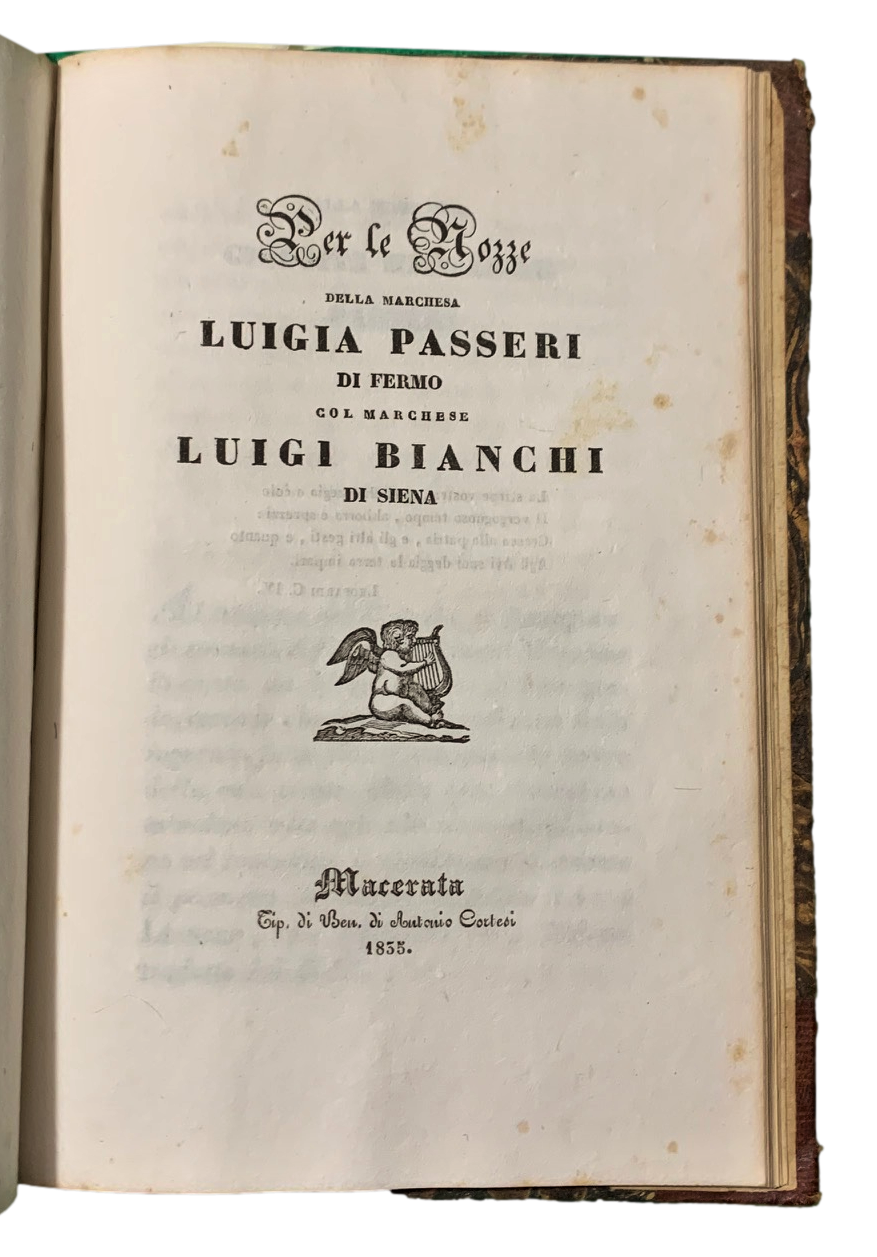 Per le Nozze
DELLA MARCHESA
LUIGIA PASSERI
DI FERMO
COL MARCHESE
LUIGI BIANCHI
DI SIENA
Macerata
Tip. di Ben. di Antonio Cortesi
1835.